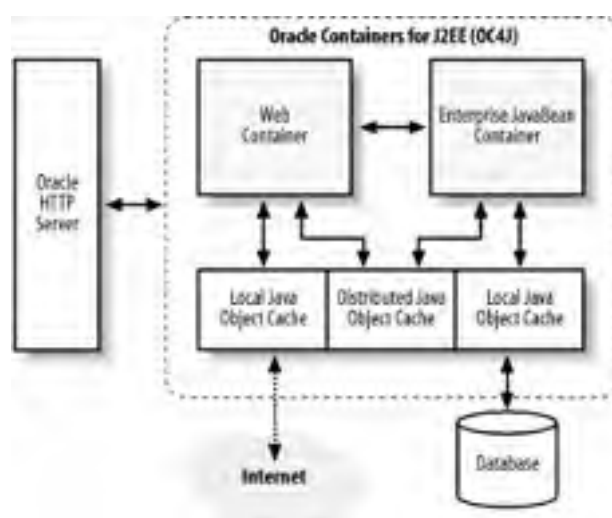 Oracle Containers for J2EE (OC4J)
Oracle
HTTP
Server
Web
Container
Enterprise JavaBean
Container
Local Java
Object Cache
Distributed Java
Object Cache
Local Java
Object Cache
Internet
Database